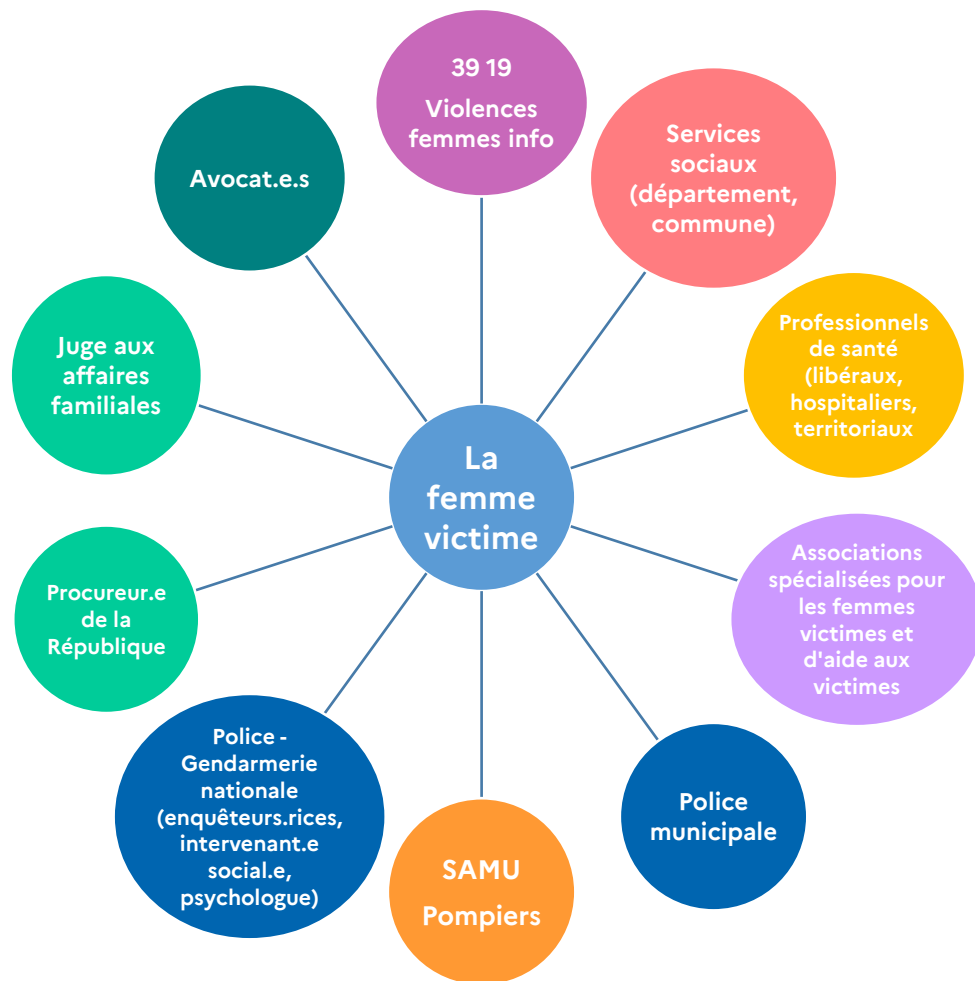 39 19
Violences
femmes info
Services
sociaux
(département,
commune)
Professionnels
de santé
(libéraux,
hospitaliers,
territoriaux
Associations
spécialisées pour
les femmes
victimes et
d'aide aux
victimes
Police
municipale
SAMU
Pompiers
Police -
Gendarmerie
nationale
(enquêteurs.rices,
intervenant.e
social.e,
psychologue)
Procureur.e
de la
République
Juge aux
affaires
familiales
Avocat.e.s
La
femme
victime